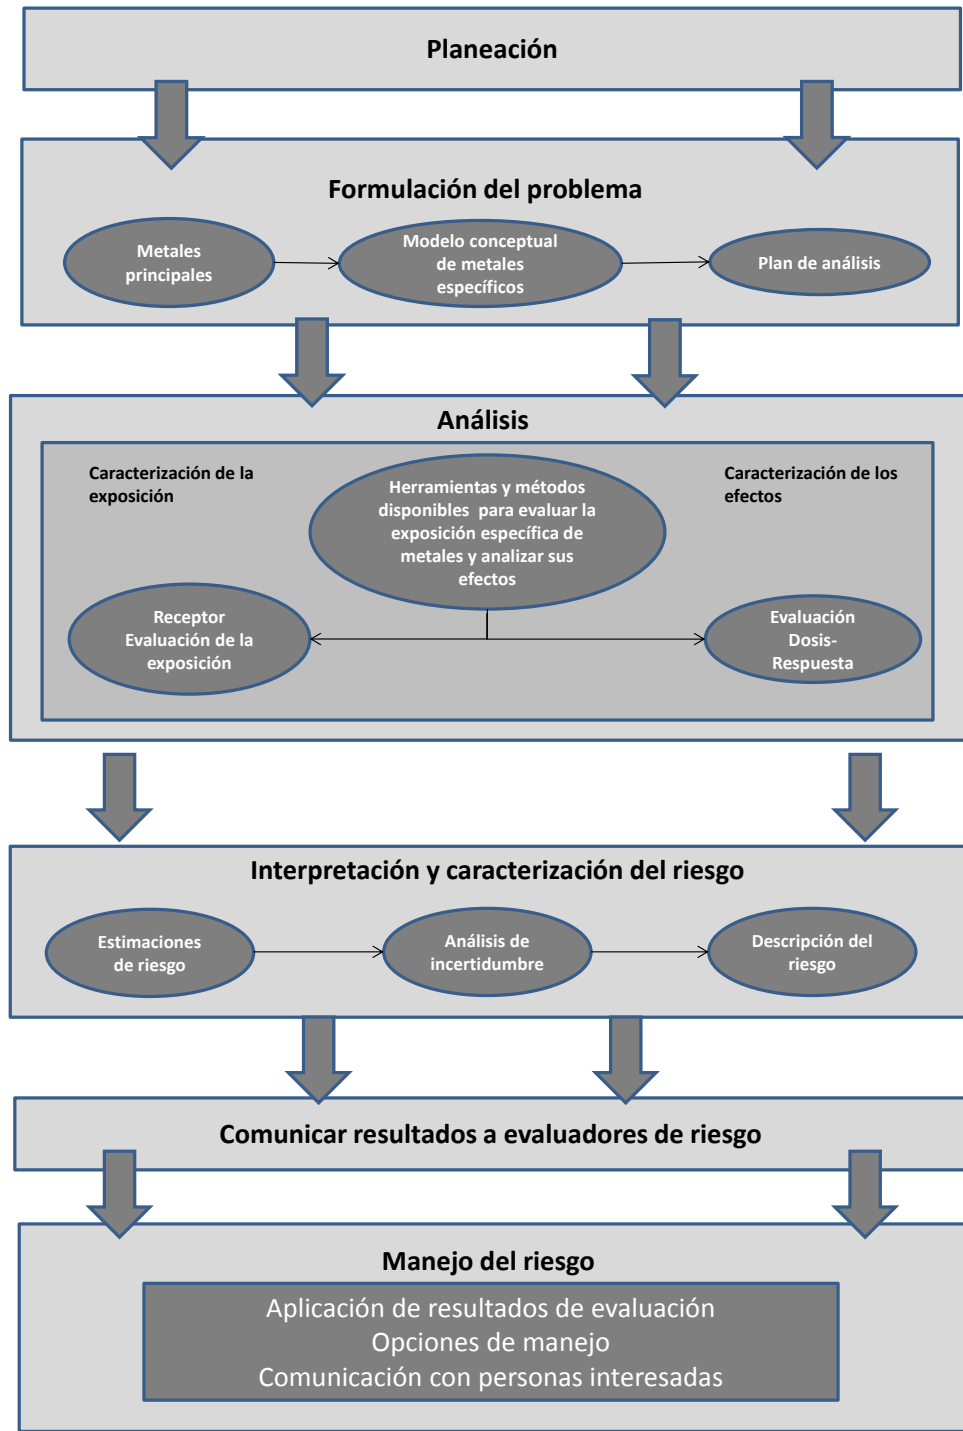 Planeación
Formulación del problema
Metales
principales
Modelo conceptual
de metales
específicos
Plan de análisis
Análisis
Caracterización de la
exposición
Herramientas y métodos
disponibles para evaluar la
exposición específica de
metales y analizar sus
efectos
Caracterización de los
efectos
Receptor
Evaluación de la
exposición
Evaluación
Dosis-
Respuesta
Interpretación y caracterización del riesgo
Estimaciones
de riesgo
Análisis de
incertidumbre
Descripción del
riesgo
Comunicar resultados a evaluadores de riesgo
Manejo del riesgo
Aplicación de resultados de evaluación
Opciones de manejo
Comunicación con personas interesadas